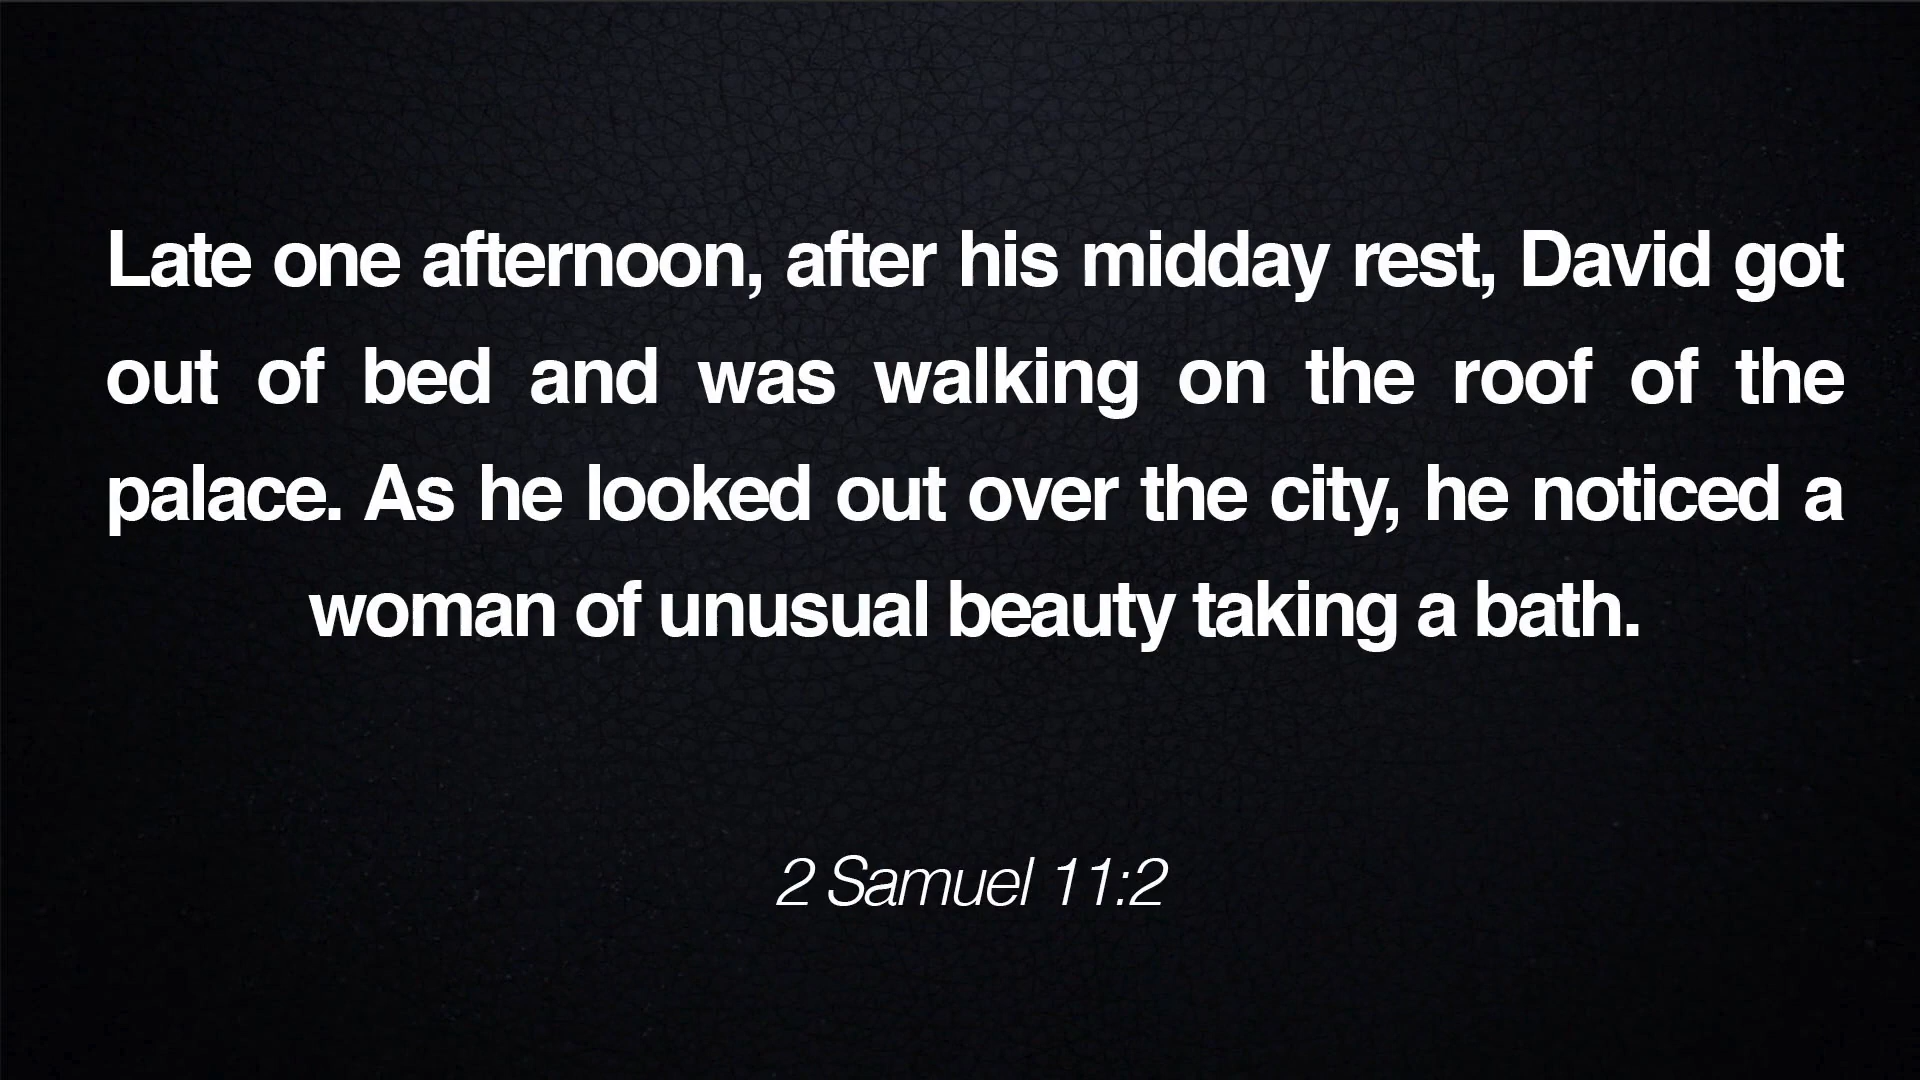 Late one afternoon, after his midday rest, David got
out of bed and was walking on the roof of the
palace. As he looked out over the city, he noticed a
woman of unusual beauty taking a bath.
2 Samuel 11:2